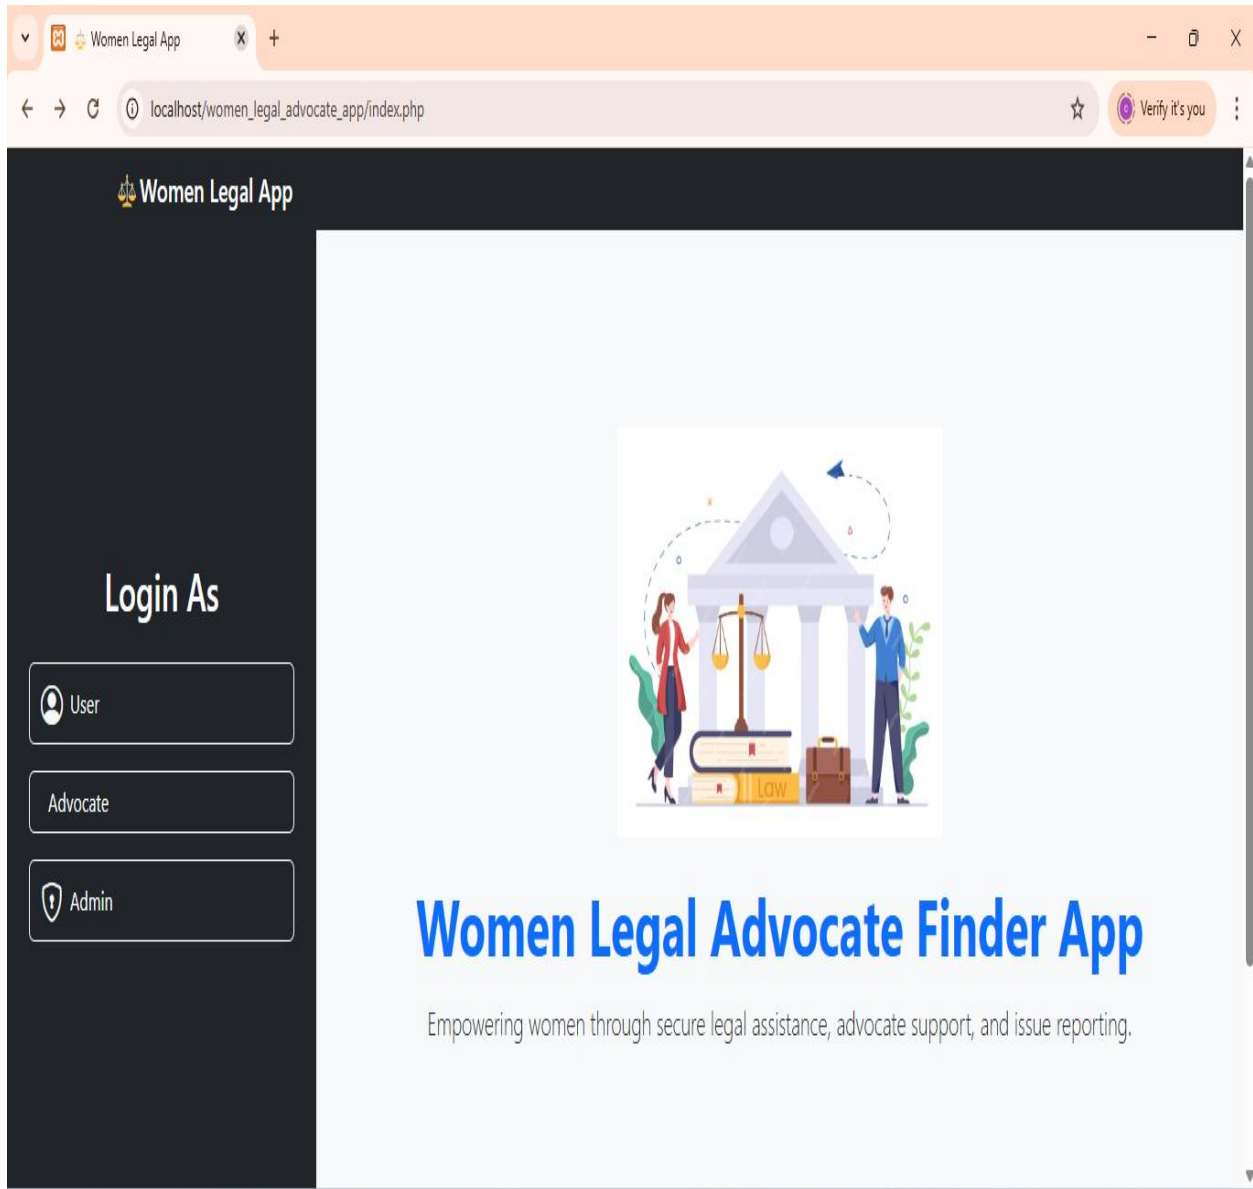 Women Legal App
Verify it's you
localhost/women_legal_advocate_app/index.php
Women Legal App
Login As
User
Advocate
Admin
Law
Women Legal Advocate Finder App
Empowering women through secure legal assistance, advocate support, and issue reporting.